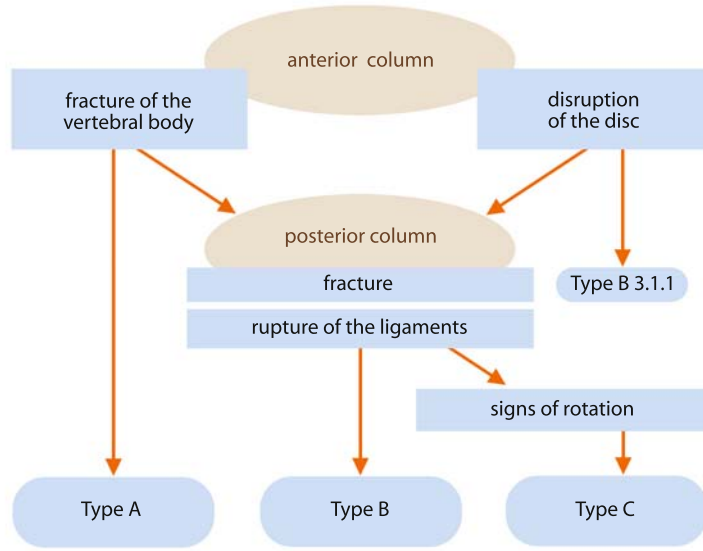 anterior column
fracture of the
vertebral body
disruption
of the disc
posterior column
fracture
Type B 3.1.1
rupture of the ligaments
signs of rotation
Type A
Type B
Type C